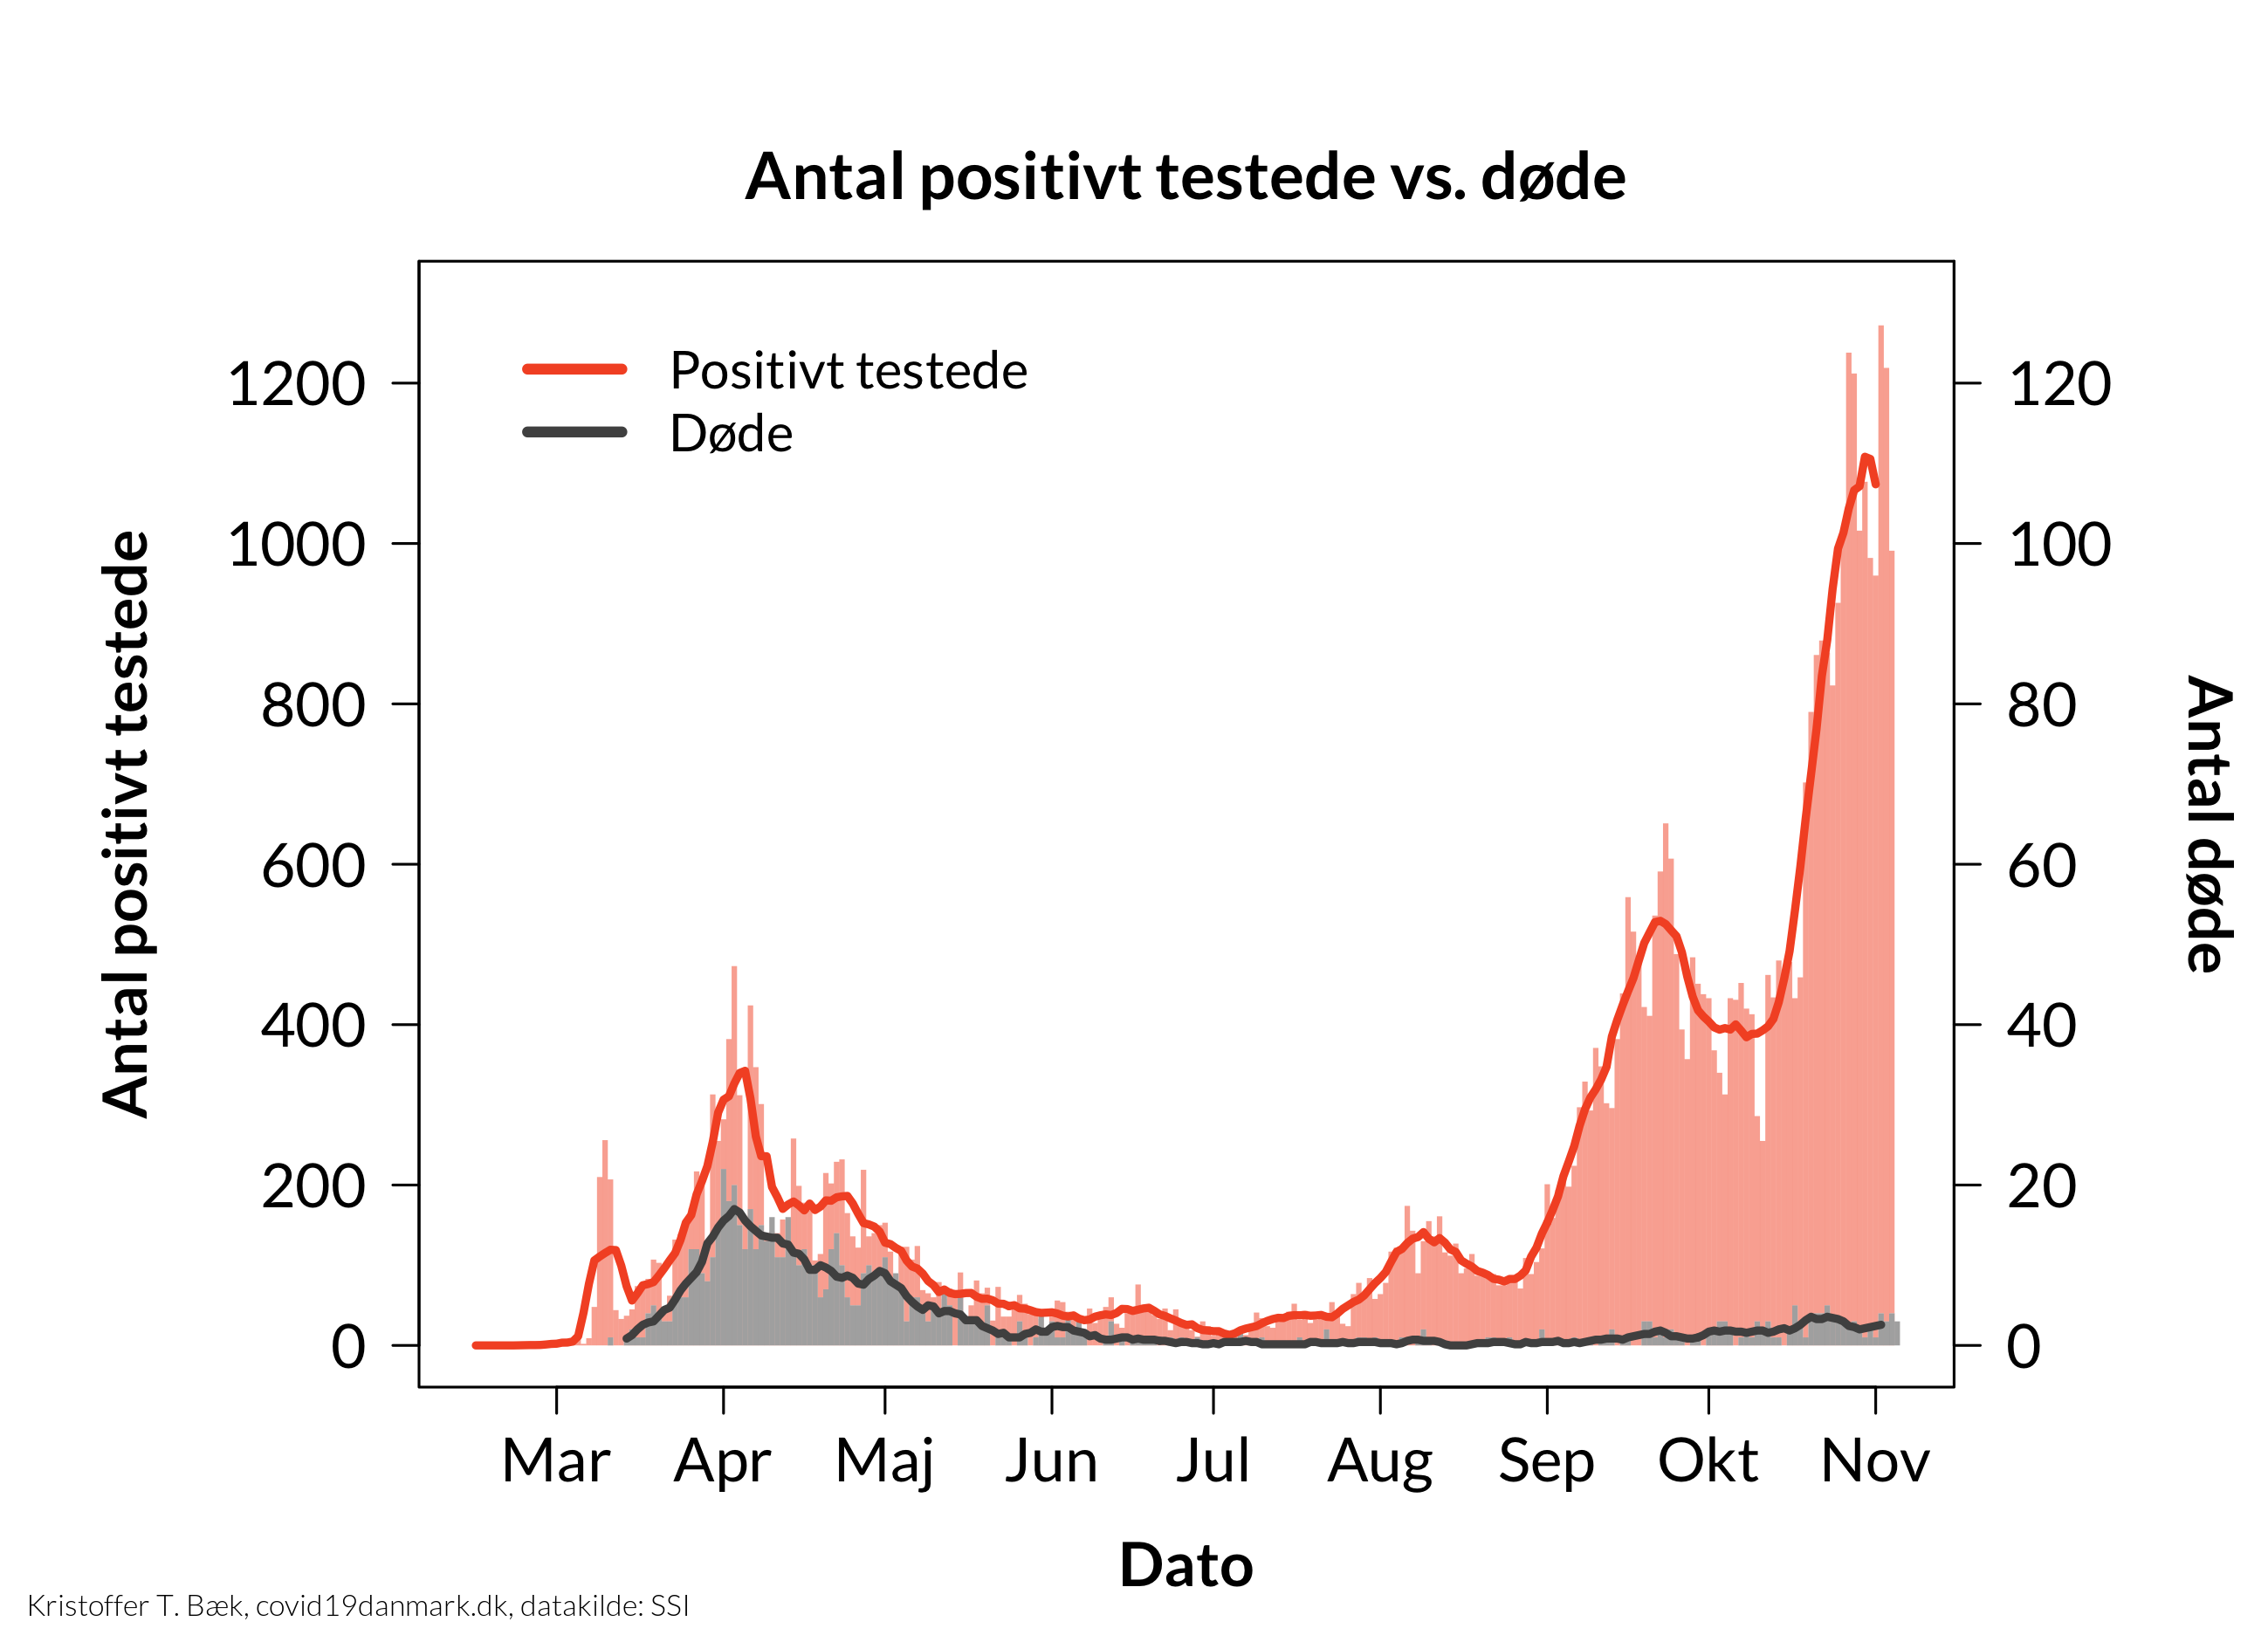 Antal positivt testede vs. døde
Positivt testede
Døde
Antal positivt testede
1200
1000
800
600
400
200
0
120
100
80
60
40
20
0
Antal døde
Mar Apr Maj Jun Jul Aug Sep Okt Nov
Dato
Kristoffer T. Bæk, covid19danmark.dk, datakilde: SSI